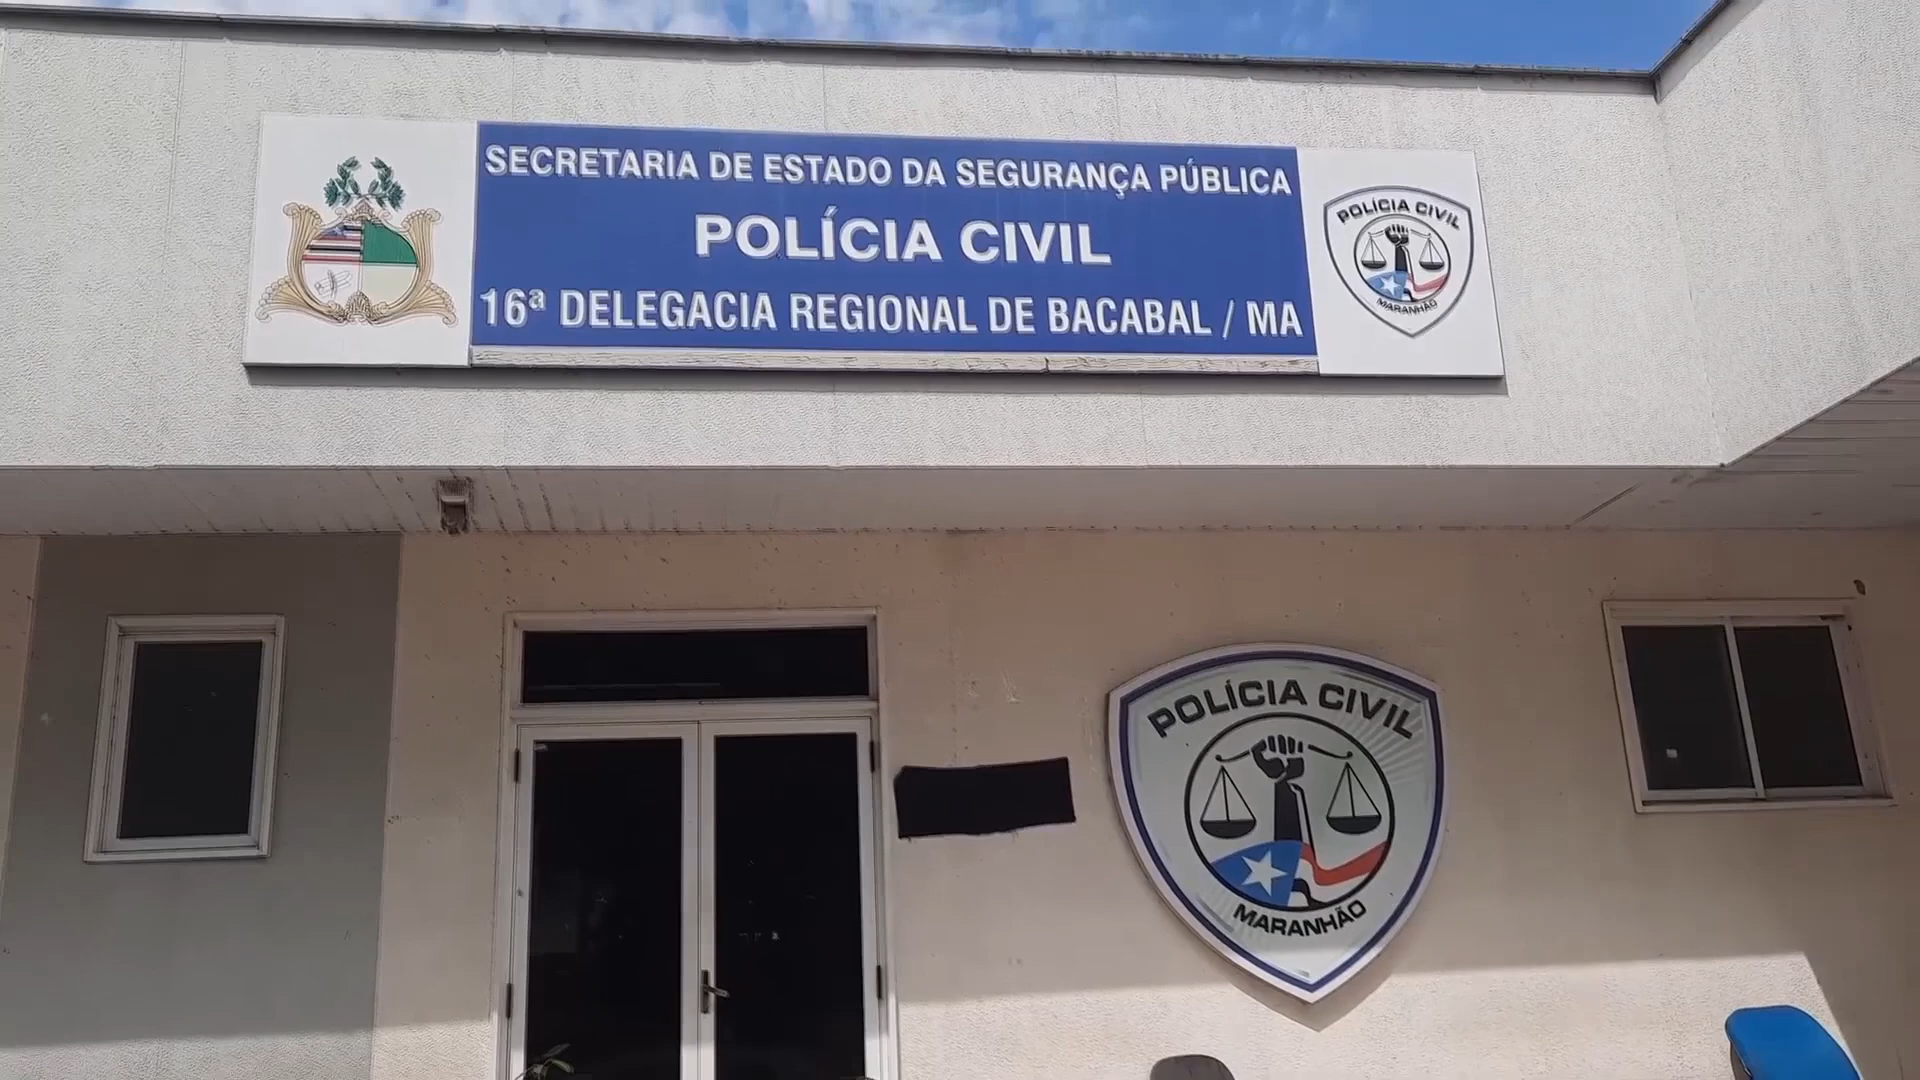 SECRETARIA DE ESTADO DA SEGURANÇA PÚBLICA
POLÍCIA CIVIL
16ª DELEGACIA REGIONAL DE BACABAL / MA
POLÍCIA CIVIL
MARANHÃO
POLÍCIA CIVIL
MARANHÃO